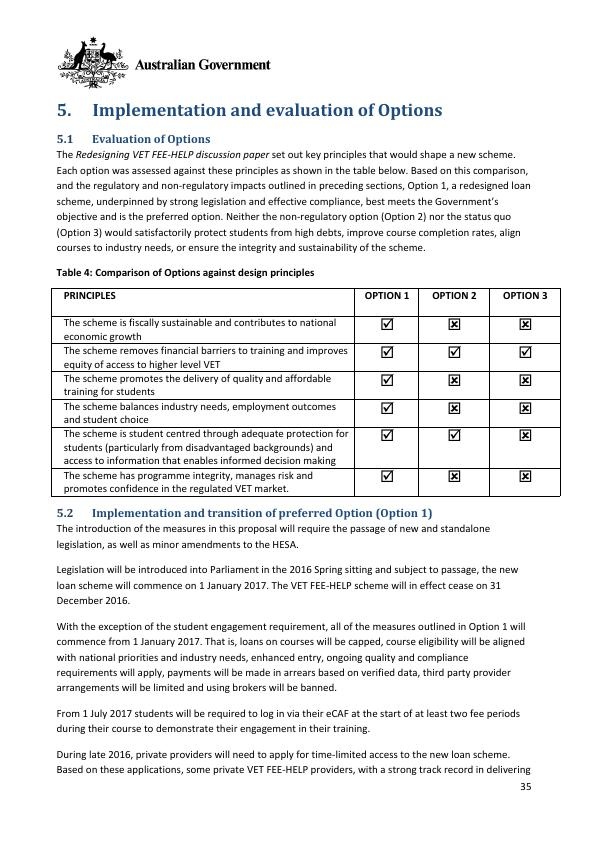 Australian Government
5. Implementation and evaluation of Options
5.1 Evaluation of Options
The Redesigning VET FEE-HELP discussion paper set out key principles that would shape a new scheme.
Each option was assessed against these principles as shown in the table below. Based on this comparison,
and the regulatory and non-regulatory impacts outlined in preceding sections, Option 1, a redesigned loan
scheme, underpinned by strong legislation and effective compliance, best meets the Government's
objective and is the preferred option. Neither the non-regulatory option (Option 2) nor the status quo
(Option 3) would satisfactorily protect students from high debts, improve course completion rates, align
courses to industry needs, or ensure the integrity and sustainability of the scheme.
Table 4: Comparison of Options against design principles
PRINCIPLES OPTION 1 OPTION 2 OPTION 3
The scheme is fiscally sustainable and contributes to national ☑ ☒ ☒
economic growth
The scheme removes financial barriers to training and improves ☑ ☑ ☑
equity of access to higher level VET
The scheme promotes the delivery of quality and affordable ☑ ☒ ☒
training for students
The scheme balances industry needs, employment outcomes ☑ ☒ ☒
and student choice
The scheme is student centred through adequate protection for ☑ ☑ ☒
students (particularly from disadvantaged backgrounds) and
access to information that enables informed decision making
The scheme has programme integrity, manages risk and ☑ ☒ ☒
promotes confidence in the regulated VET market.
5.2 Implementation and transition of preferred Option (Option 1)
The introduction of the measures in this proposal will require the passage of new and standalone
legislation, as well as minor amendments to the HESA.
Legislation will be introduced into Parliament in the 2016 Spring sitting and subject to passage, the new
loan scheme will commence on 1 January 2017. The VET FEE-HELP scheme will in effect cease on 31
December 2016.
With the exception of the student engagement requirement, all of the measures outlined in Option 1 will
commence from 1 January 2017. That is, loans on courses will be capped, course eligibility will be aligned
with national priorities and industry needs, enhanced entry, ongoing quality and compliance
requirements will apply, payments will be made in arrears based on verified data, third party provider
arrangements will be limited and using brokers will be banned.
From 1 July 2017 students will be required to log in via their eCAF at the start of at least two fee periods
during their course to demonstrate their engagement in their training.
During late 2016, private providers will need to apply for time-limited access to the new loan scheme.
Based on these applications, some private VET FEE-HELP providers, with a strong track record in delivering
35